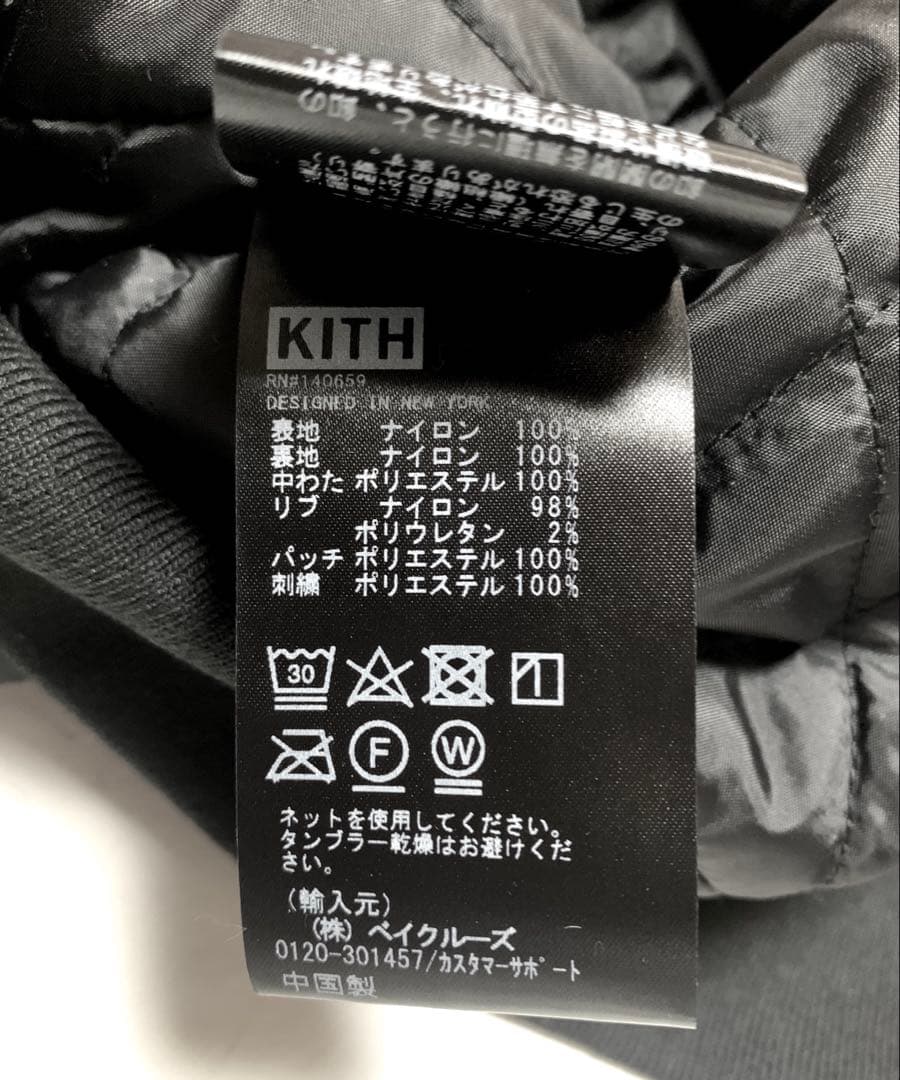 KITH
RN#140659
DESIGNED IN NEW YORK
表地 ナイロン 100%
裏地 ナイロン 100%
中わた ポリエステル 100%
リブ ナイロン 98%
ポリウレタン 2%
パッチ ポリエステル 100%
刺繍 ポリエステル 100%
30
F
W
ネットを使用してください。
タンブラー乾燥はお避けくだ
さい。
(輸入元)
(株) ベイクルーズ
0120-301457/カスタマーサポート
中国製